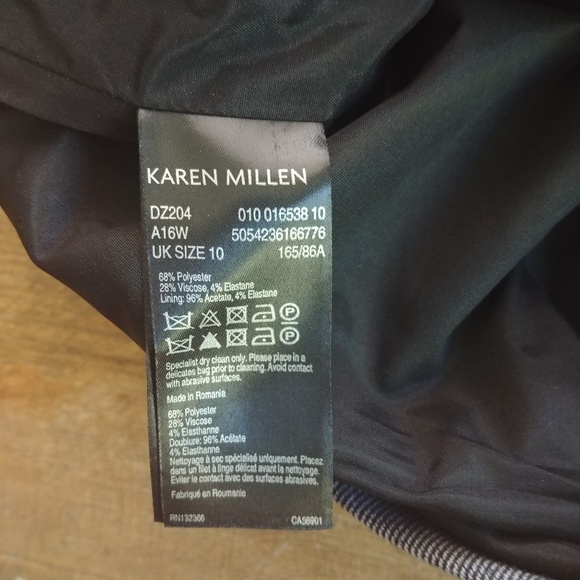 KAREN MILLEN
DZ204 010 016538 10
A16W 5054236166776
UK SIZE 10 165/86A
68% Polyester
28% Viscose, 4% Elastane
Lining: 96% Acetate, 4% Elastane
Specialist dry clean only. Please place in a
delicates bag prior to cleaning. Avoid contact
with abrasive surfaces.
Made in Romania
68% Polyester
28% Viscose
4% Elasthanne
Doublure: 96% Acétate
4% Elasthanne
Nettoyage à sec spécialisé uniquement. Placez
dans un filet à linge délicat avant le nettoyage.
Eviter le contact avec des surfaces abrasives.
Fabriqué en Roumanie
RN132366 CA56901